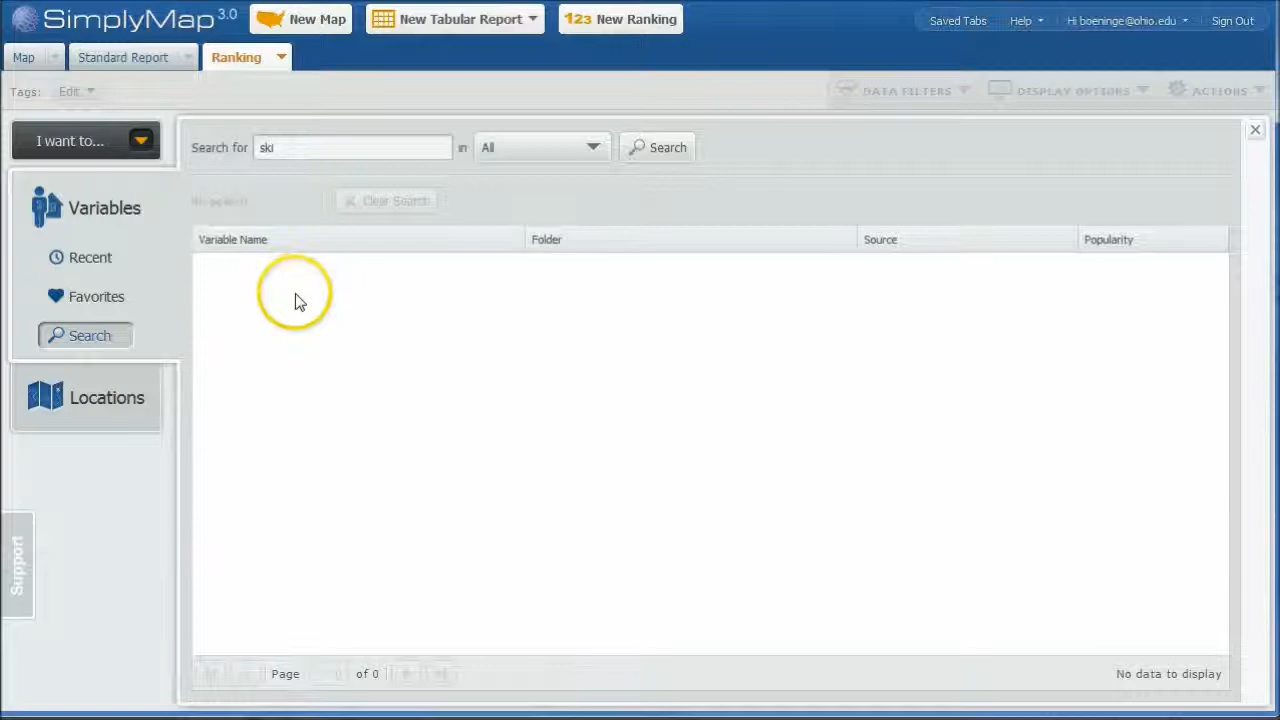 SimplyMap 3.0 New Map New Tabular Report 123 New Ranking Saved Tabs Help Hi boeninge@ohio.edu Sign Out
Map Standard Report Ranking
Tags: Edit DATA FILTERS DISPLAY OPTIONS ACTIONS
I want to... Search for ski in All Search
Variables Clear Search
Variable Name Folder Source Popularity
Recent
Favorites
Search
Locations
Support
Page 0 of 0 No data to display